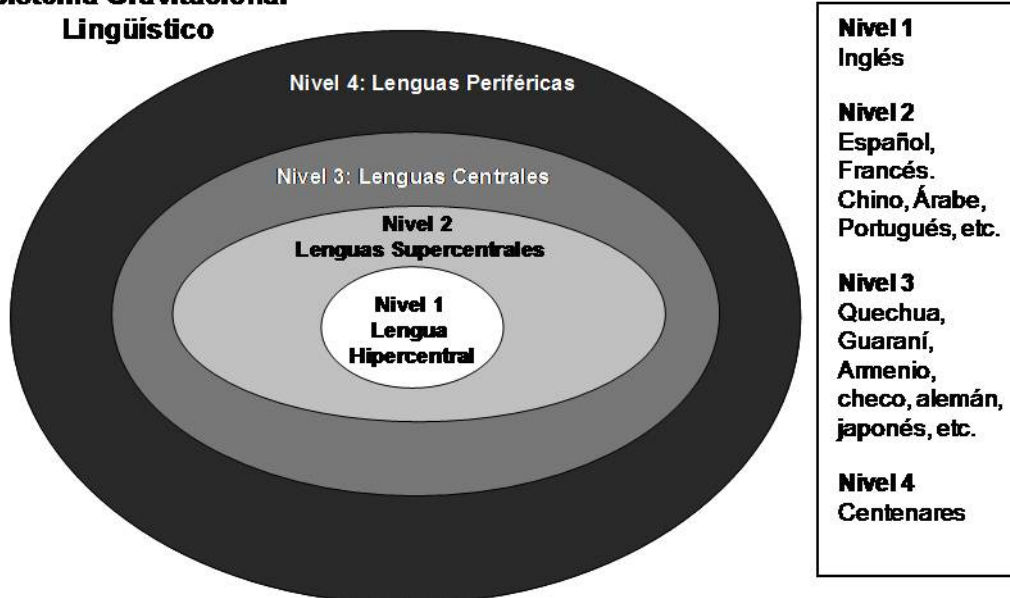 Lingüístico
Nivel 4: Lenguas Periféricas
Nivel 3: Lenguas Centrales
Nivel 2
Lenguas Supercentrales
Nivel 1
Lengua
Hipercentral
Nivel 1
Inglés
Nivel 2
Español,
Francés.
Chino, Árabe,
Portugués, etc.
Nivel 3
Quechua,
Guaraní,
Armenio,
checo, alemán,
japonés, etc.
Nivel 4
Centenares